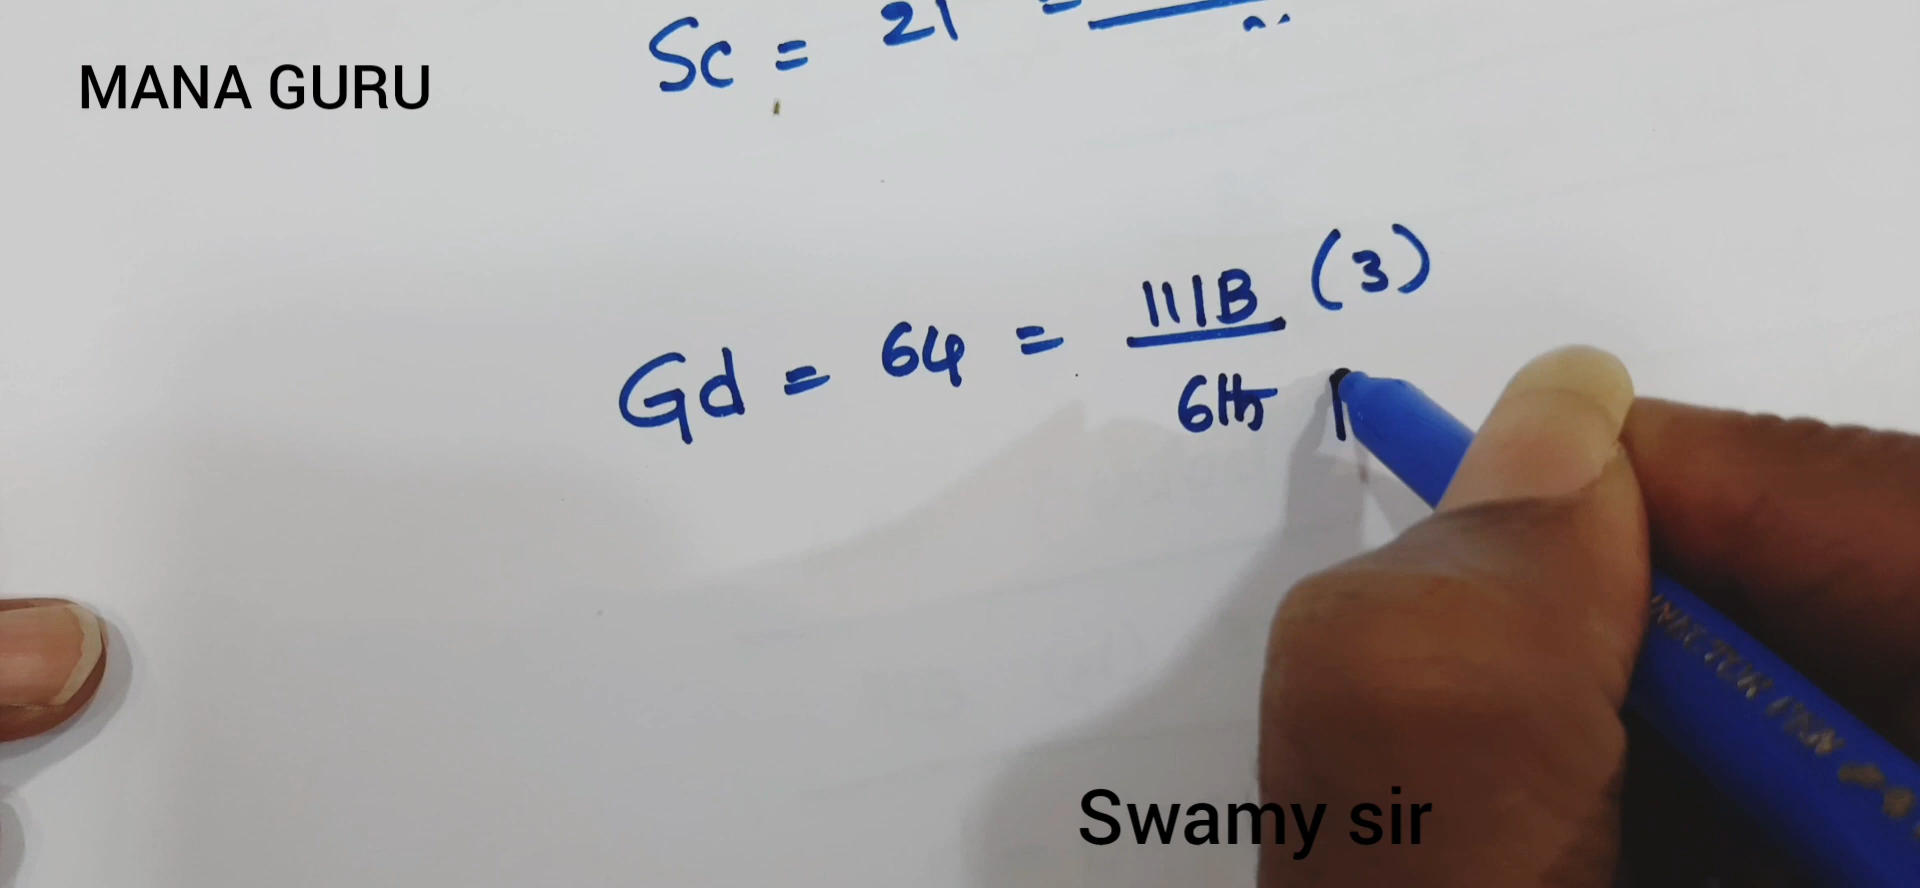 Sc = 21 =
MANA GURU
IIIB (3)
Gd = 64 =
6th
Swamy sir